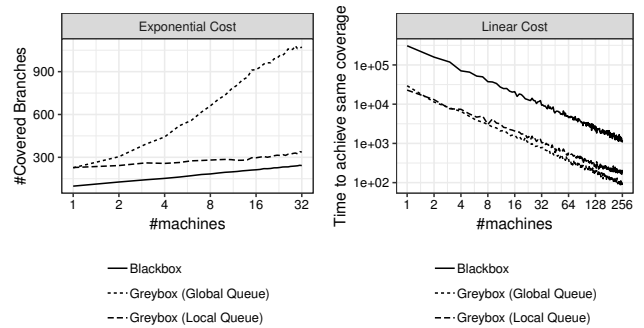 Exponential Cost
#Covered Branches
900
600
300
1 2 4 8 16 32
#machines
Blackbox
Greybox (Global Queue)
Greybox (Local Queue)
Linear Cost
Time to achieve same coverage
1e+05
1e+04
1e+03
1e+02
1 2 4 8 16 32 64 128 256
#machines
Blackbox
Greybox (Global Queue)
Greybox (Local Queue)